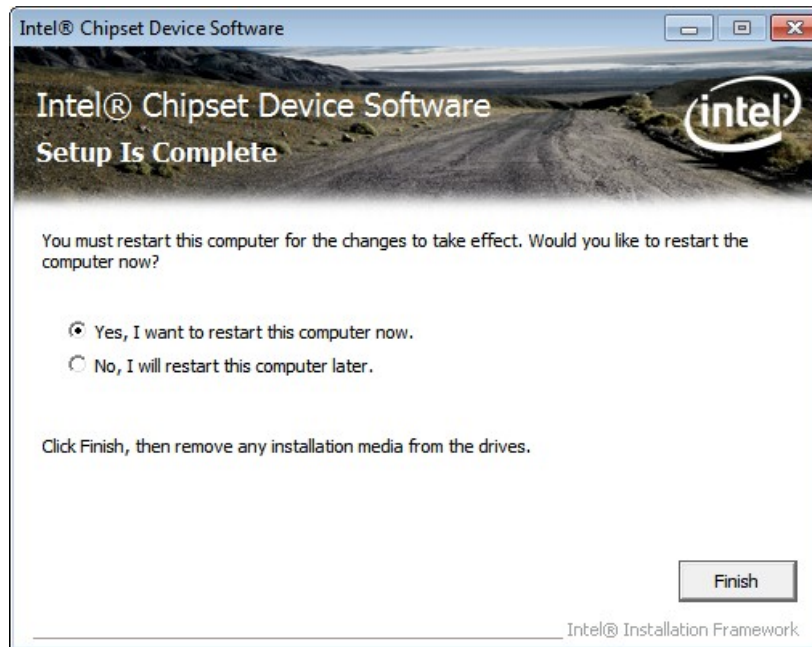 Intel® Chipset Device Software
Intel® Chipset Device Software
intel
Setup Is Complete
You must restart this computer for the changes to take effect. Would you like to restart the
computer now?
Yes, I want to restart this computer now.
No, I will restart this computer later.
Click Finish, then remove any installation media from the drives.
Finish
Intel® Installation Framework